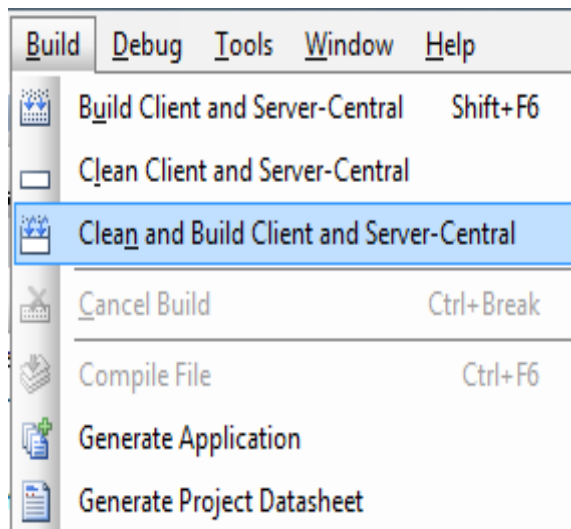 Build Debug Tools Window Help
Build Client and Server-Central Shift+F6
Clean Client and Server-Central
Clean and Build Client and Server-Central
Cancel Build Ctrl+Break
Compile File Ctrl+F6
Generate Application
Generate Project Datasheet